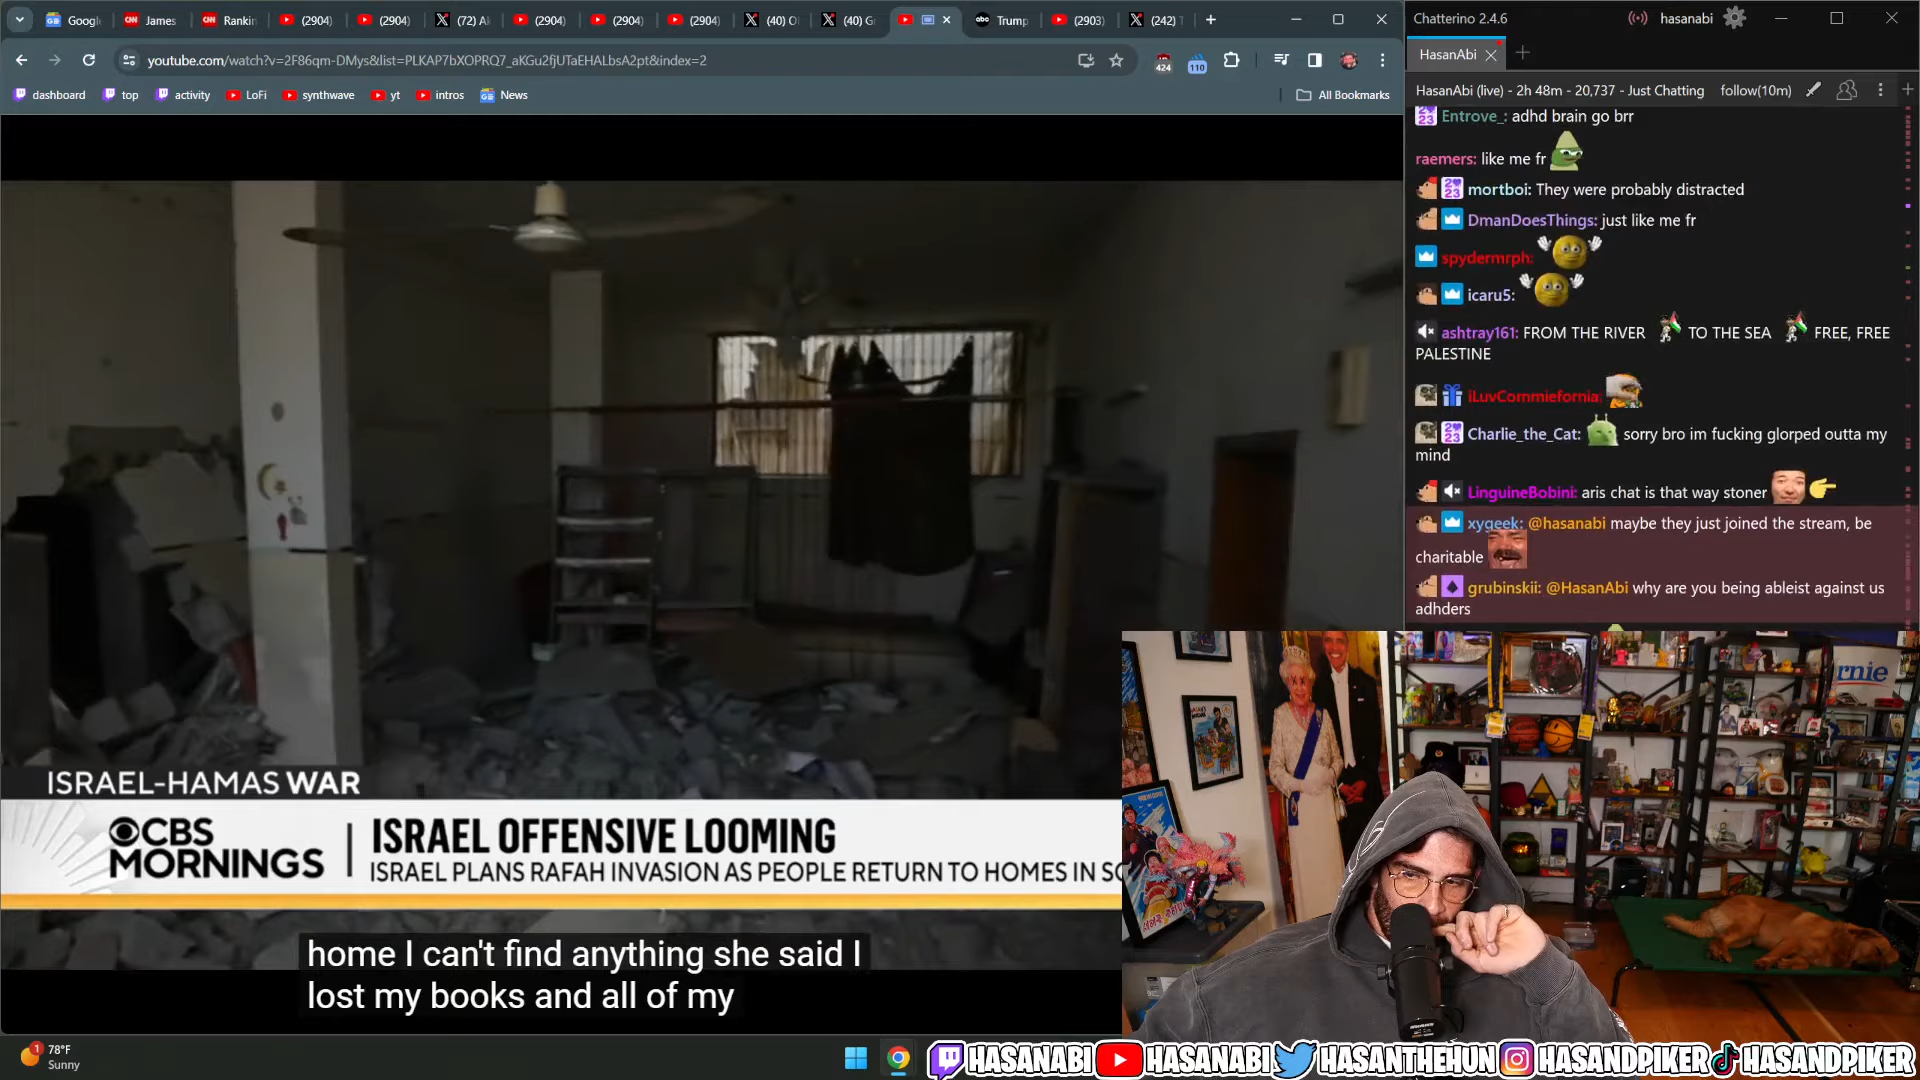 Googl
James
Rankin
(2904)
(2904)
(72) Al
(2904)
(2904)
(2904)
(40) O
(40) Gr
Trump
(2903)
(242) T
youtube.com/watch?v=2F86qm-DMys&list=PLKAP7bXOPRQ7_aKGu2fjUTaEHALbsA2pt&index=2
424
110
dashboard
top
activity
LoFi
synthwave
yt
intros
News
All Bookmarks
ISRAEL-HAMAS WAR
CBS
MORNINGS
ISRAEL OFFENSIVE LOOMING
ISRAEL PLANS RAFAH INVASION AS PEOPLE RETURN TO HOMES IN SO
home I can't find anything she said I
lost my books and all of my
Chatterino 2.4.6
hasanabi
HasanAbi
HasanAbi (live) - 2h 48m - 20,737 - Just Chatting
follow(10m)
Entrove_: adhd brain go brr
raemers: like me fr
mortboi: They were probably distracted
DmanDoesThings: just like me fr
spydermrph:
icaru5:
ashtray161: FROM THE RIVER TO THE SEA FREE, FREE
PALESTINE
iLuvCommiefornia:
Charlie_the_Cat: sorry bro im fucking glorped outta my
mind
LinguineBobini: aris chat is that way stoner
xygeek: @hasanabi maybe they just joined the stream, be
charitable
grubinskii: @HasanAbi why are you being ableist against us
adhders
rnie
1
78°F
Sunny
HASANABI
HASANABI
HASANTHEHUN
HASANDPIKER
HASANDPIKER